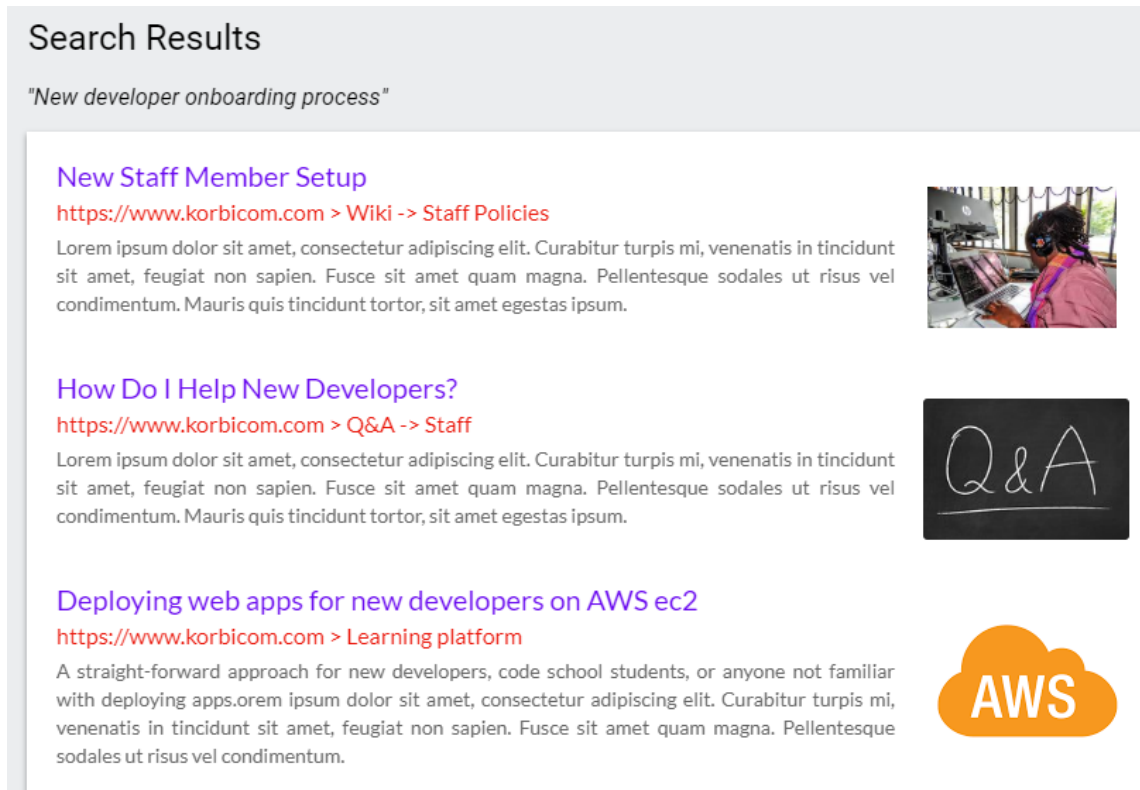 Search Results
"New developer onboarding process"
New Staff Member Setup
https://www.korbicom.com > Wiki -> Staff Policies
Lorem ipsum dolor sit amet, consectetur adipiscing elit. Curabitur turpis mi, venenatis in tincidunt
sit amet, feugiat non sapien. Fusce sit amet quam magna. Pellentesque sodales ut risus vel
condimentum. Mauris quis tincidunt tortor, sit amet egestas ipsum.
hp
How Do I Help New Developers?
https://www.korbicom.com > Q&A -> Staff
Lorem ipsum dolor sit amet, consectetur adipiscing elit. Curabitur turpis mi, venenatis in tincidunt
sit amet, feugiat non sapien. Fusce sit amet quam magna. Pellentesque sodales ut risus vel
condimentum. Mauris quis tincidunt tortor, sit amet egestas ipsum.
Q&A
Deploying web apps for new developers on AWS ec2
https://www.korbicom.com > Learning platform
A straight-forward approach for new developers, code school students, or anyone not familiar
with deploying apps.orem ipsum dolor sit amet, consectetur adipiscing elit. Curabitur turpis mi,
venenatis in tincidunt sit amet, feugiat non sapien. Fusce sit amet quam magna. Pellentesque
sodales ut risus vel condimentum.
AWS